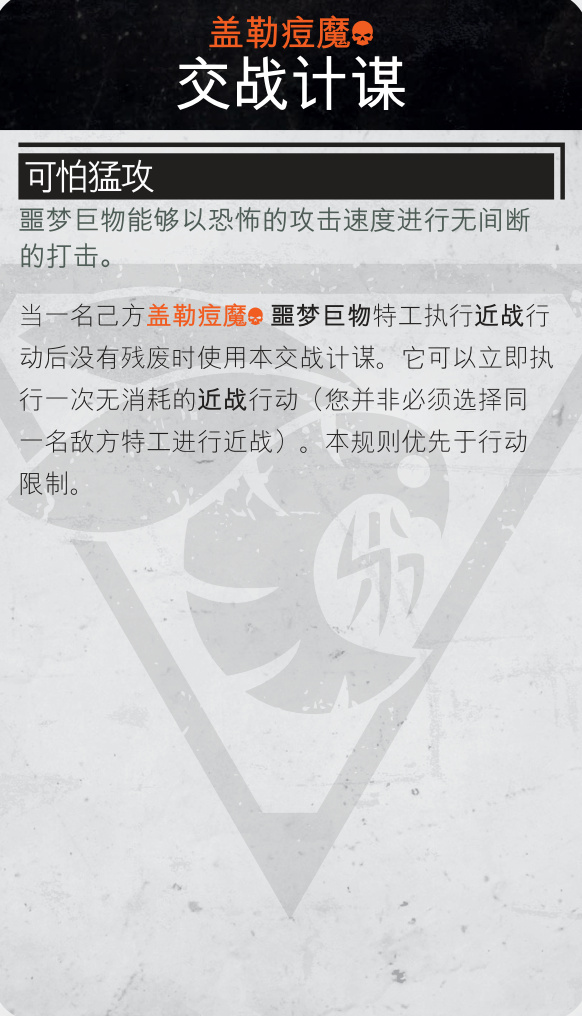 盖勒痘魔
交战计谋
可怕猛攻
噩梦巨物能够以恐怖的攻击速度进行无间断
的打击。
当一名己方盖勒痘魔 噩梦巨物特工执行近战行
动后没有残废时使用本交战计谋。它可以立即执
行一次无消耗的近战行动（您并非必须选择同
一名敌方特工进行近战）。本规则优先于行动
限制。